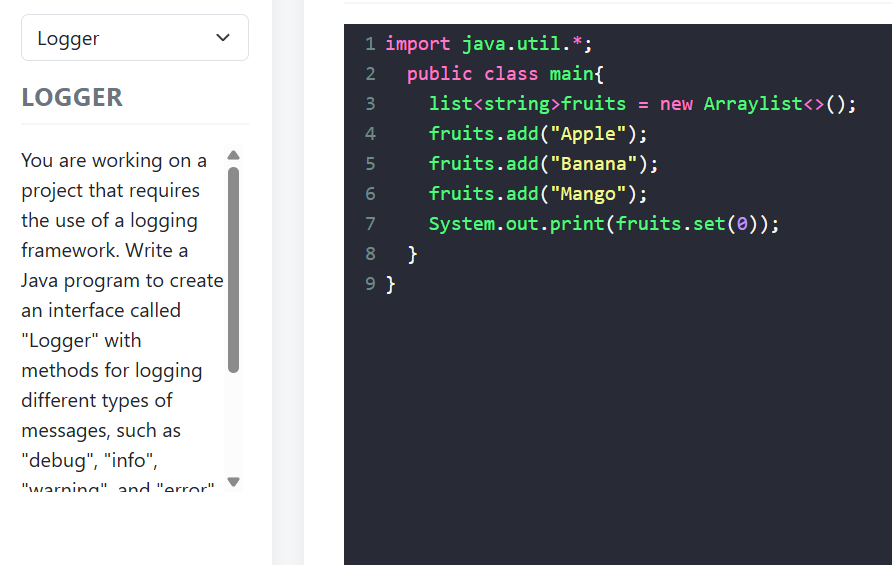 Logger
LOGGER
You are working on a
project that requires
the use of a logging
framework. Write a
Java program to create
an interface called
"Logger" with
methods for logging
different types of
messages, such as
"debug", "info",
"warning", and "error"
1 import java.util.*;
2 public class main{
3 list<string>fruits = new Arraylist<>();
4 fruits.add("Apple");
5 fruits.add("Banana");
6 fruits.add("Mango");
7 System.out.print(fruits.set(0));
8 }
9 }